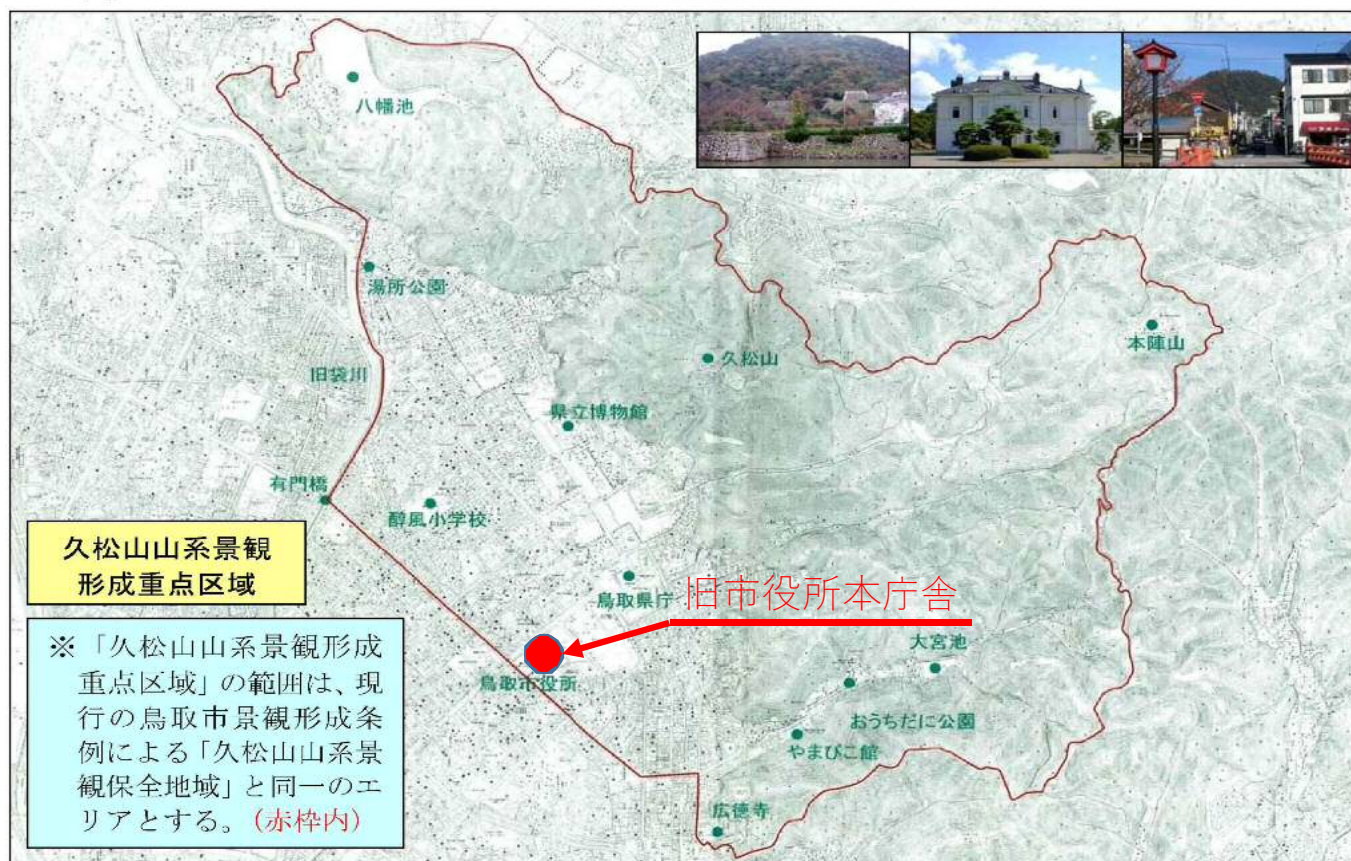 八幡池
湯所公園
旧袋川
久松山
本陣山
県立博物館
有門橋
醇風小学校
久松山山系景観
形成重点区域
鳥取県庁
旧市役所本庁舎
大宮池
鳥取市役所
おうちだに公園
やまびこ館
広徳寺
※「久松山山系景観形成
重点区域」の範囲は、現
行の鳥取市景観形成条
例による「久松山山系景
観保全地域」と同一のエ
リアとする。(赤枠内)